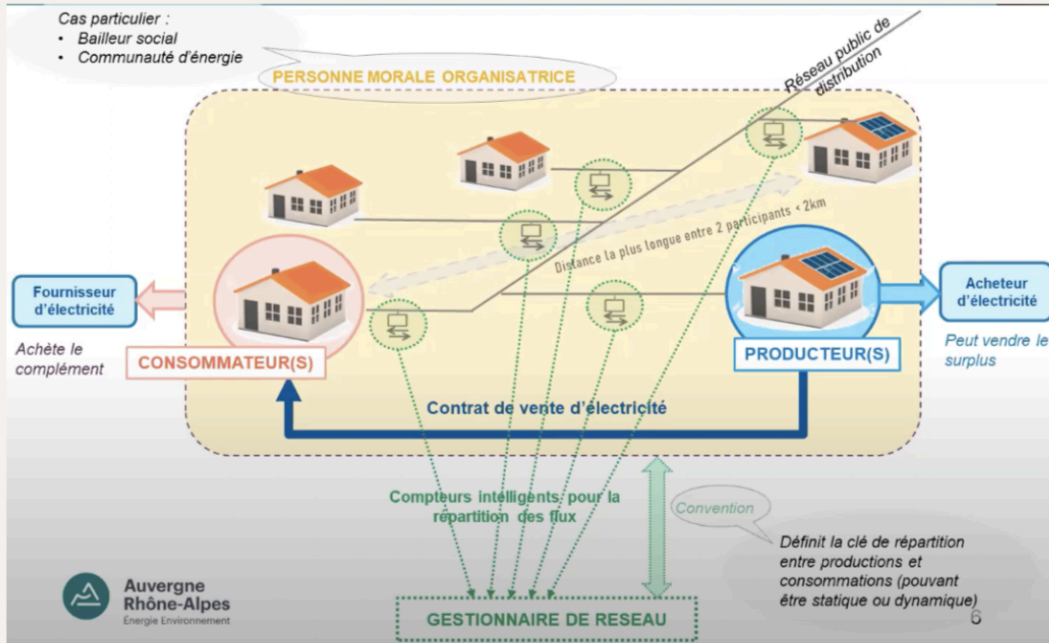 Cas particulier :
• Bailleur social
• Communauté d'énergie
PERSONNE MORALE ORGANISATRICE
Réseau public de
distribution
Distance la plus longue entre 2 participants < 2km
Fournisseur
d'électricité
Achète le
complément
CONSOMMATEUR(S)
PRODUCTEUR(S)
Acheteur
d'électricité
Peut vendre le
surplus
Contrat de vente d'électricité
Compteurs intelligents pour la
répartition des flux
Convention
Définit la clé de répartition
entre productions et
consommations (pouvant
être statique ou dynamique)
6
Auvergne
Rhône-Alpes
Énergie Environnement
GESTIONNAIRE DE RESEAU